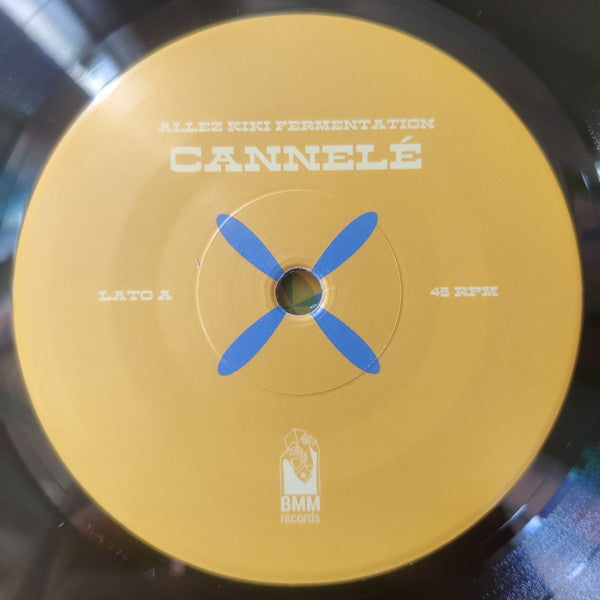 ALLEZ KIKI FERMENTATION
CANNELÉ
LATO A
45 RPM
BMM
records